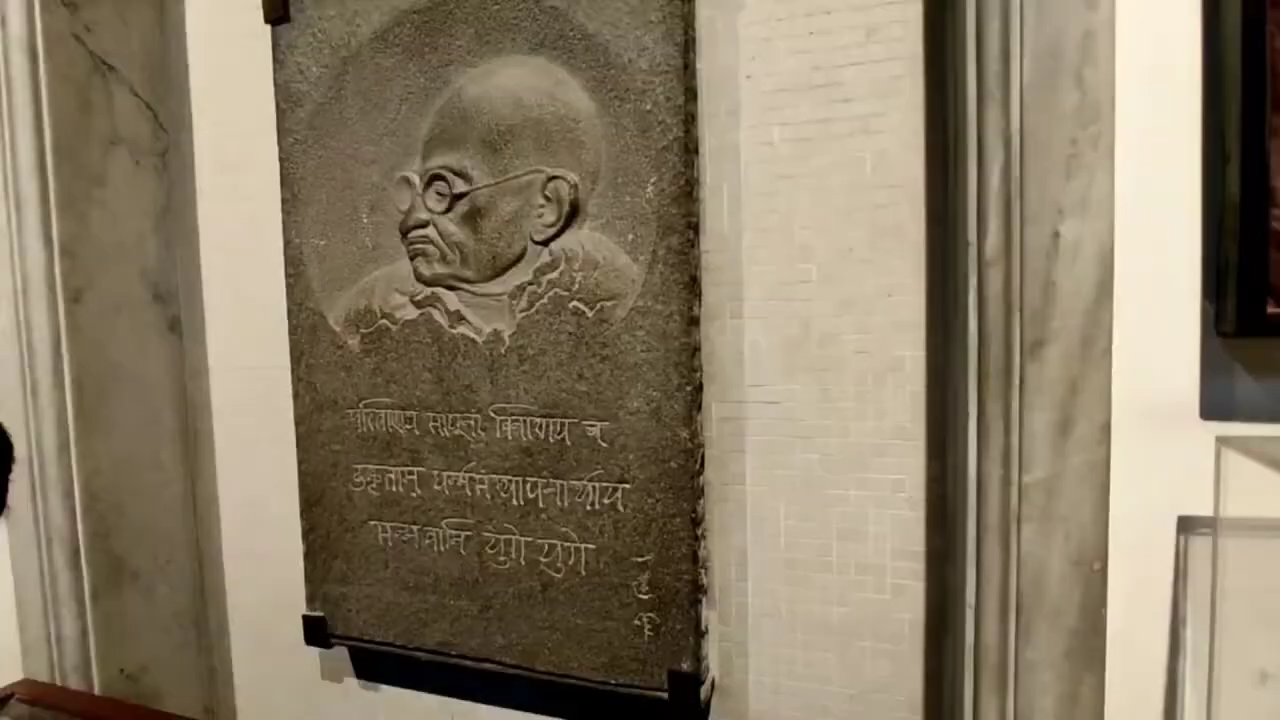 परित्राणाय साधूनां विनाशाय च
दुष्कृताम् धर्मसंस्थापनार्थाय
सम्भवामि युगे युगे